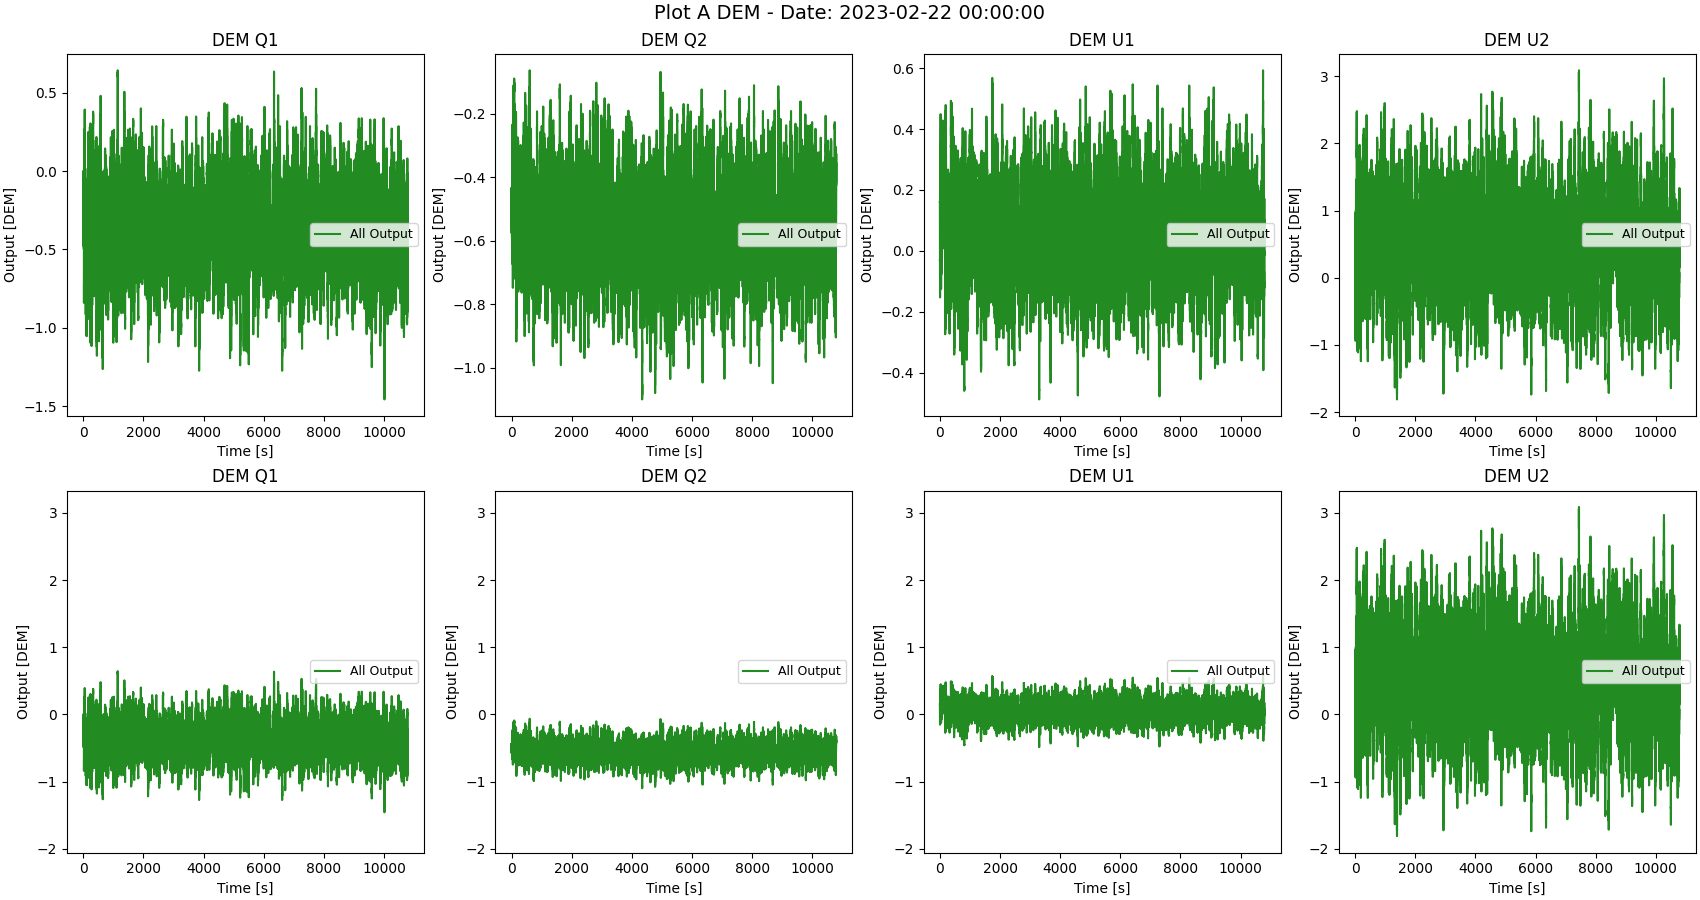 Plot A DEM - Date: 2023-02-22 00:00:00
DEM Q1
Output [DEM]
0.5
0.0
−0.5
−1.0
−1.5
All Output
0 2000 4000 6000 8000 10000
Time [s]
DEM Q2
Output [DEM]
−0.2
−0.4
−0.6
−0.8
−1.0
All Output
0 2000 4000 6000 8000 10000
Time [s]
DEM U1
Output [DEM]
0.6
0.4
0.2
0.0
−0.2
−0.4
All Output
0 2000 4000 6000 8000 10000
Time [s]
DEM U2
Output [DEM]
3
2
1
0
−1
−2
All Output
0 2000 4000 6000 8000 10000
Time [s]
DEM Q1
Output [DEM]
3
2
1
0
−1
−2
All Output
0 2000 4000 6000 8000 10000
Time [s]
DEM Q2
Output [DEM]
3
2
1
0
−1
−2
All Output
0 2000 4000 6000 8000 10000
Time [s]
DEM U1
Output [DEM]
3
2
1
0
−1
−2
All Output
0 2000 4000 6000 8000 10000
Time [s]
DEM U2
Output [DEM]
3
2
1
0
−1
−2
All Output
0 2000 4000 6000 8000 10000
Time [s]